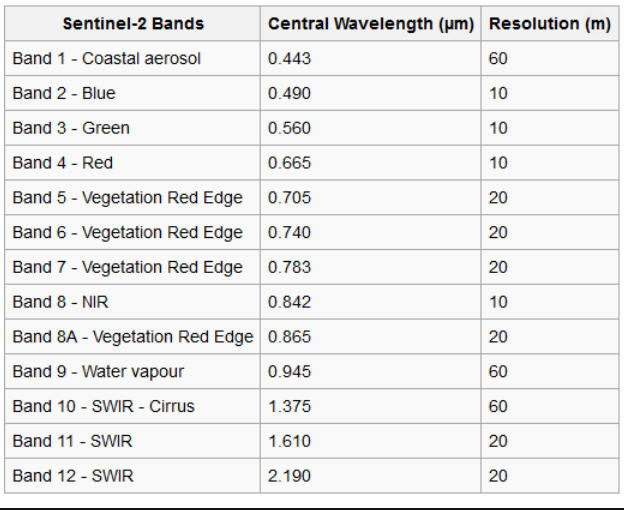 Sentinel-2 Bands Central Wavelength (µm) Resolution (m)
Band 1 - Coastal aerosol 0.443 60
Band 2 - Blue 0.490 10
Band 3 - Green 0.560 10
Band 4 - Red 0.665 10
Band 5 - Vegetation Red Edge 0.705 20
Band 6 - Vegetation Red Edge 0.740 20
Band 7 - Vegetation Red Edge 0.783 20
Band 8 - NIR 0.842 10
Band 8A - Vegetation Red Edge 0.865 20
Band 9 - Water vapour 0.945 60
Band 10 - SWIR - Cirrus 1.375 60
Band 11 - SWIR 1.610 20
Band 12 - SWIR 2.190 20